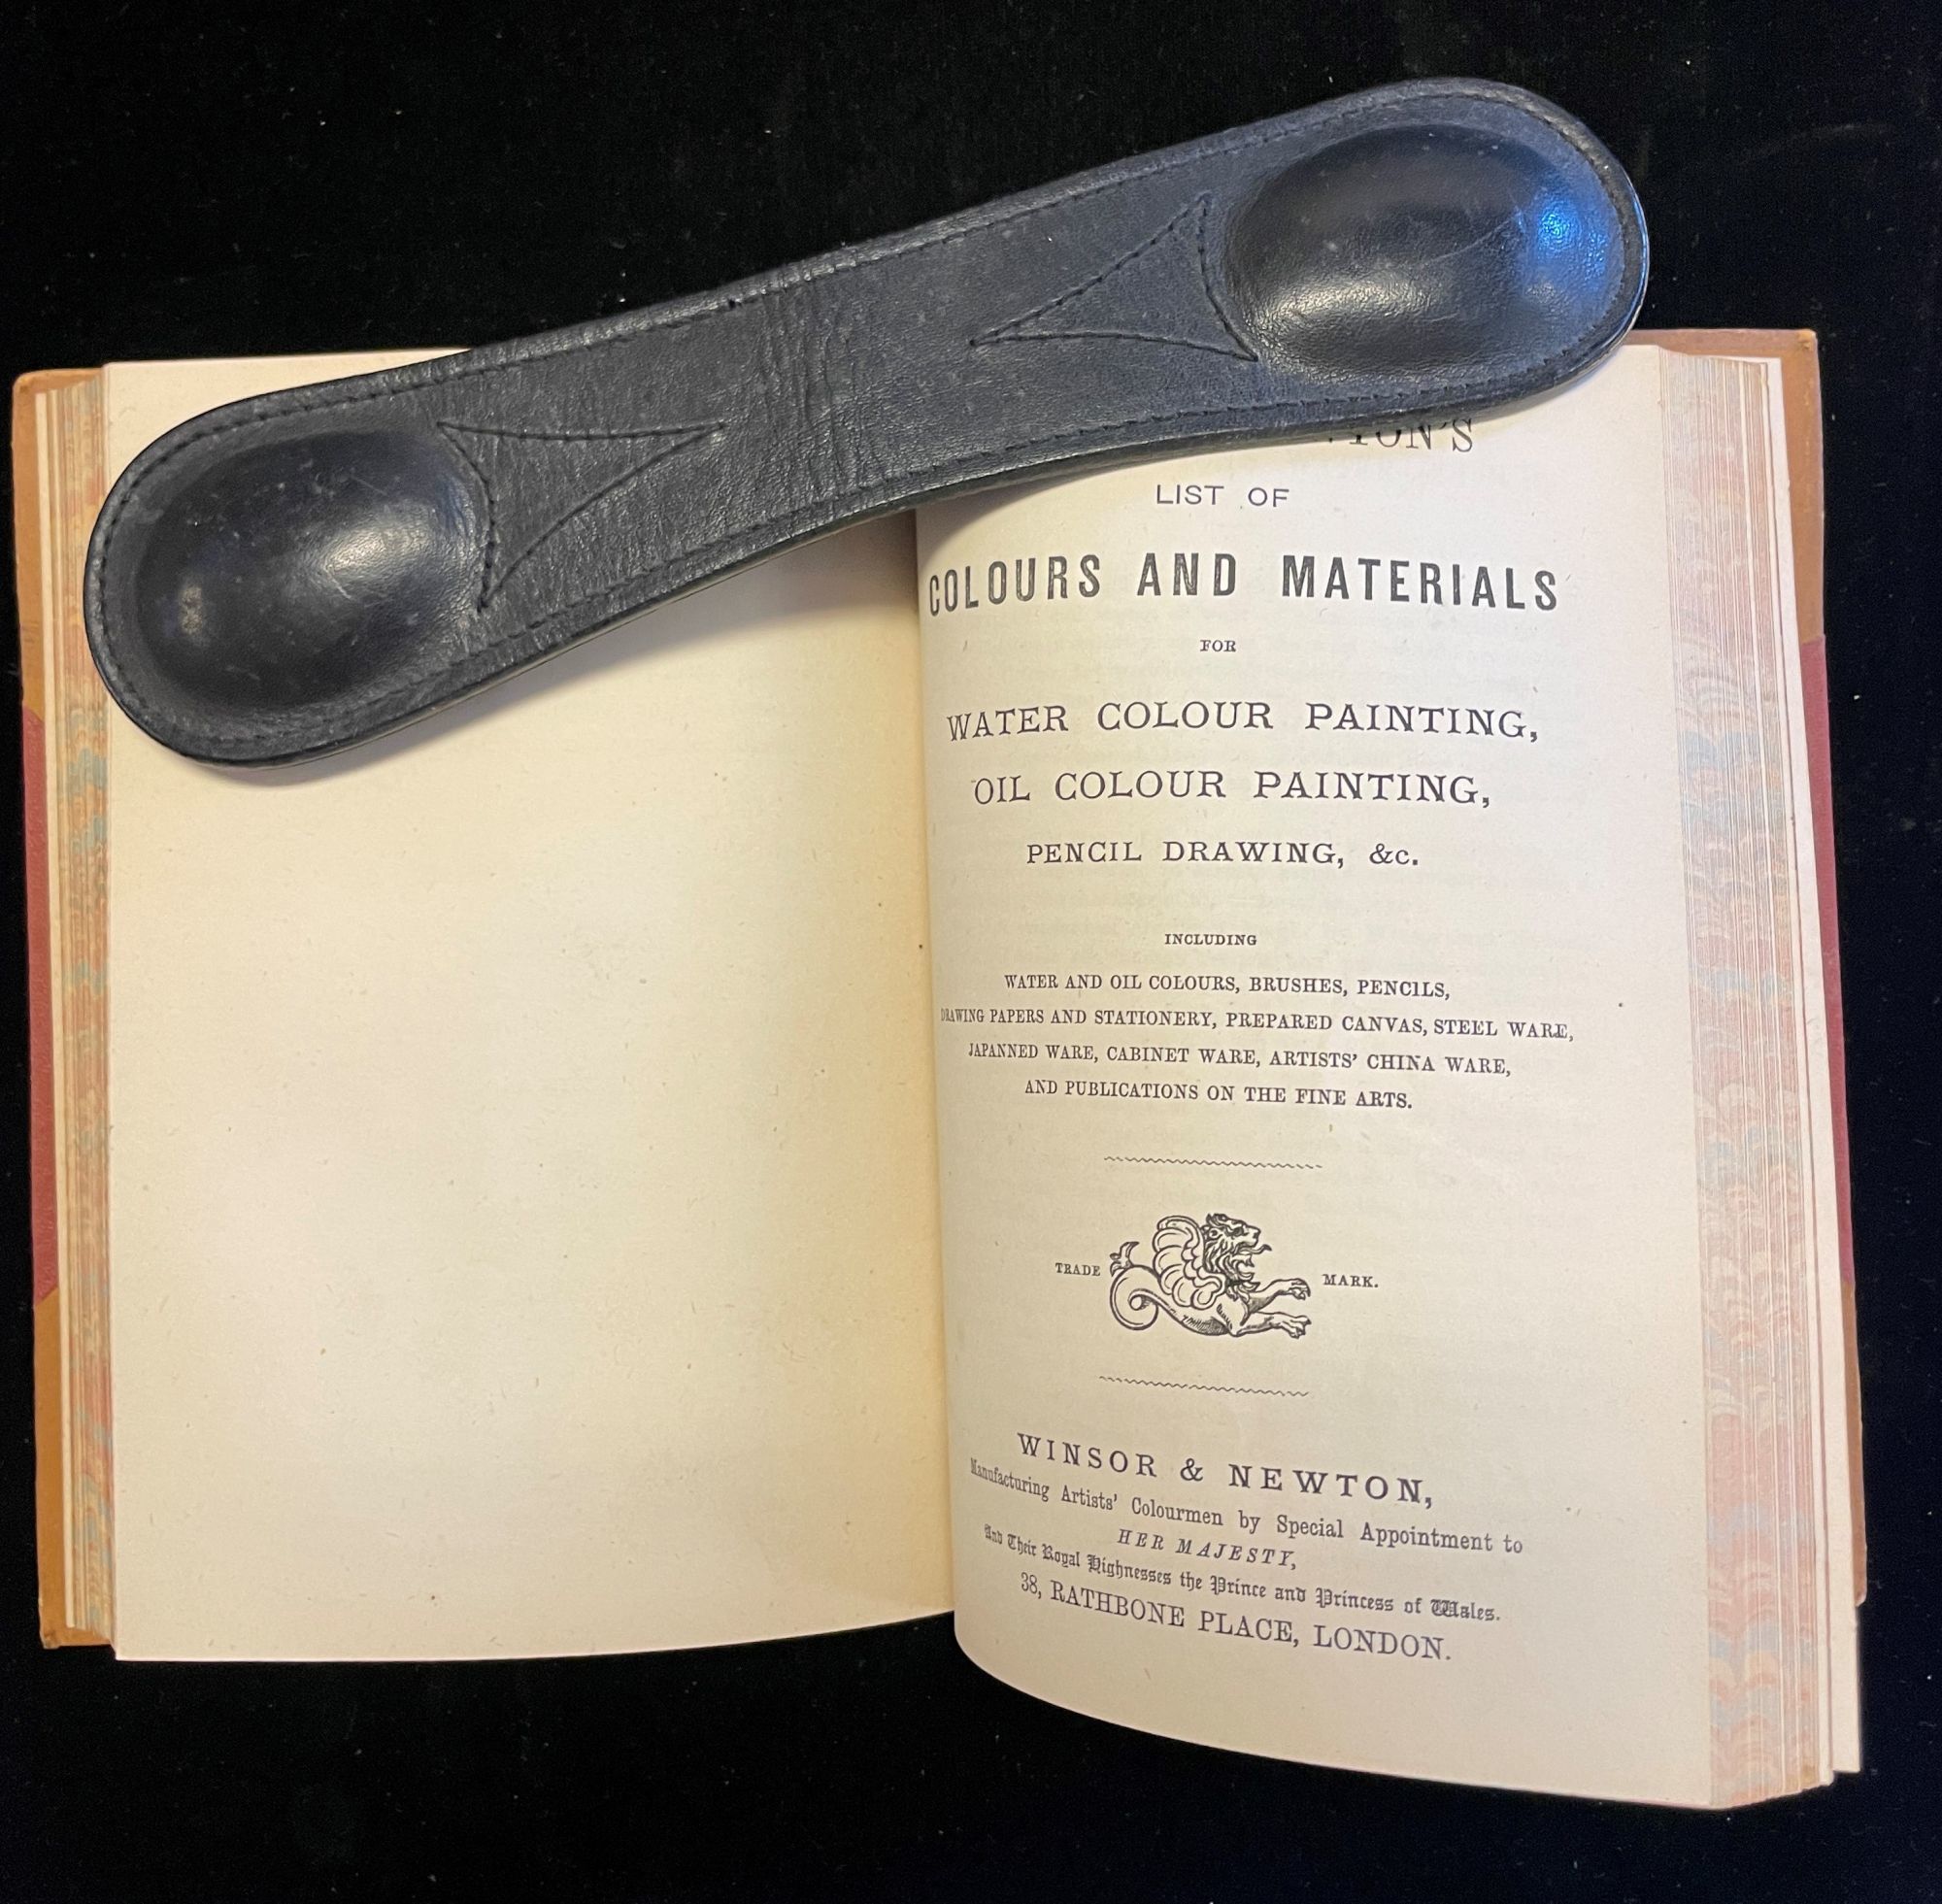 LIST OF
COLOURS AND MATERIALS
FOR
WATER COLOUR PAINTING,
OIL COLOUR PAINTING,
PENCIL DRAWING, &c.
INCLUDING
WATER AND OIL COLOURS, BRUSHES, PENCILS,
DRAWING PAPERS AND STATIONERY, PREPARED CANVAS, STEEL WARE,
JAPANNED WARE, CABINET WARE, ARTISTS' CHINA WARE,
AND PUBLICATIONS ON THE FINE ARTS.
TRADE MARK.
WINSOR & NEWTON,
Manufacturing Artists' Colourmen by Special Appointment to
HER MAJESTY,
And Their Royal Highnesses the Prince and Princess of Wales.
38, RATHBONE PLACE, LONDON.